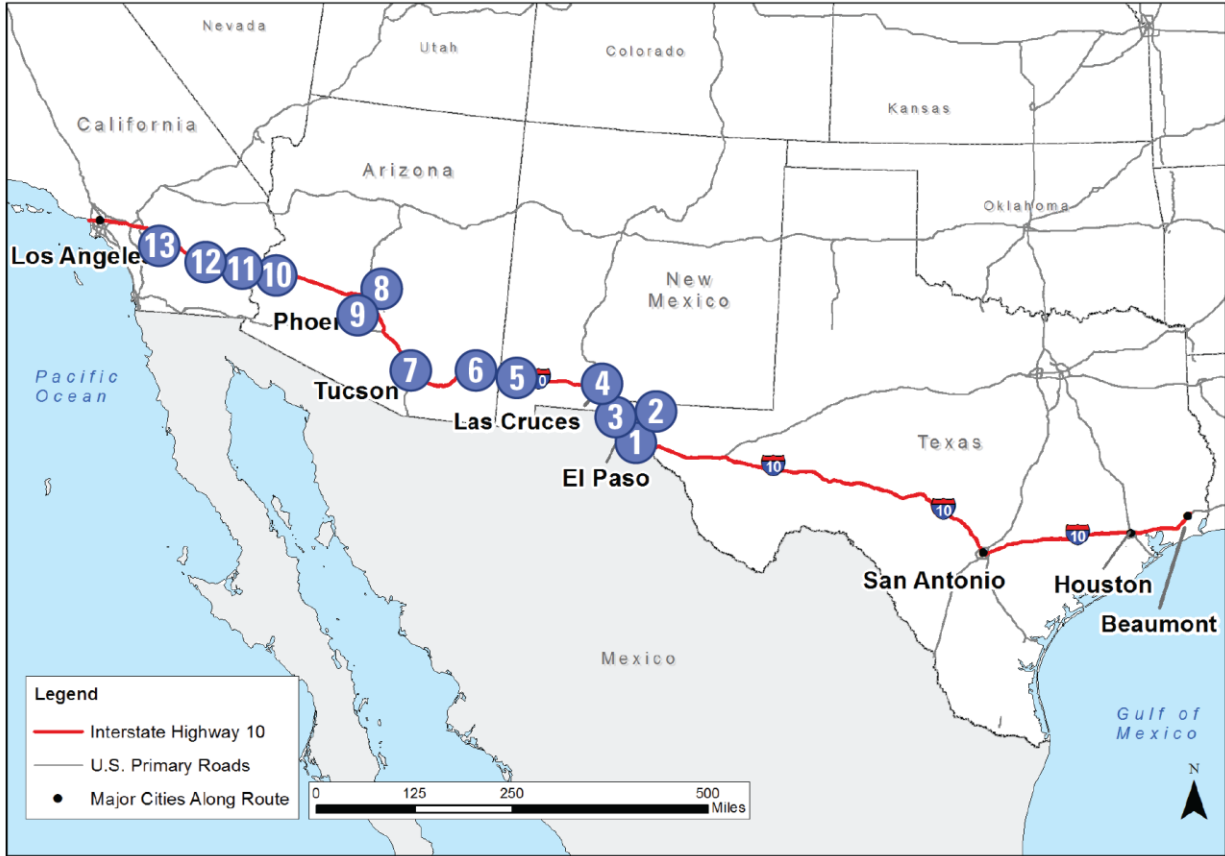 Nevada
Utah
Colorado
Kansas
California
Arizona
Oklahoma
Los Angele
13
12
11
10
8
9
Phoe
New
Mexico
7
6
5
4
3
2
1
Tucson
Las Cruces
El Paso
Pacific
Ocean
Texas
10
10
10
San Antonio
Houston
Beaumont
Mexico
Gulf of
Mexico
Legend
Interstate Highway 10
U.S. Primary Roads
Major Cities Along Route
0 125 250 500
Miles
N